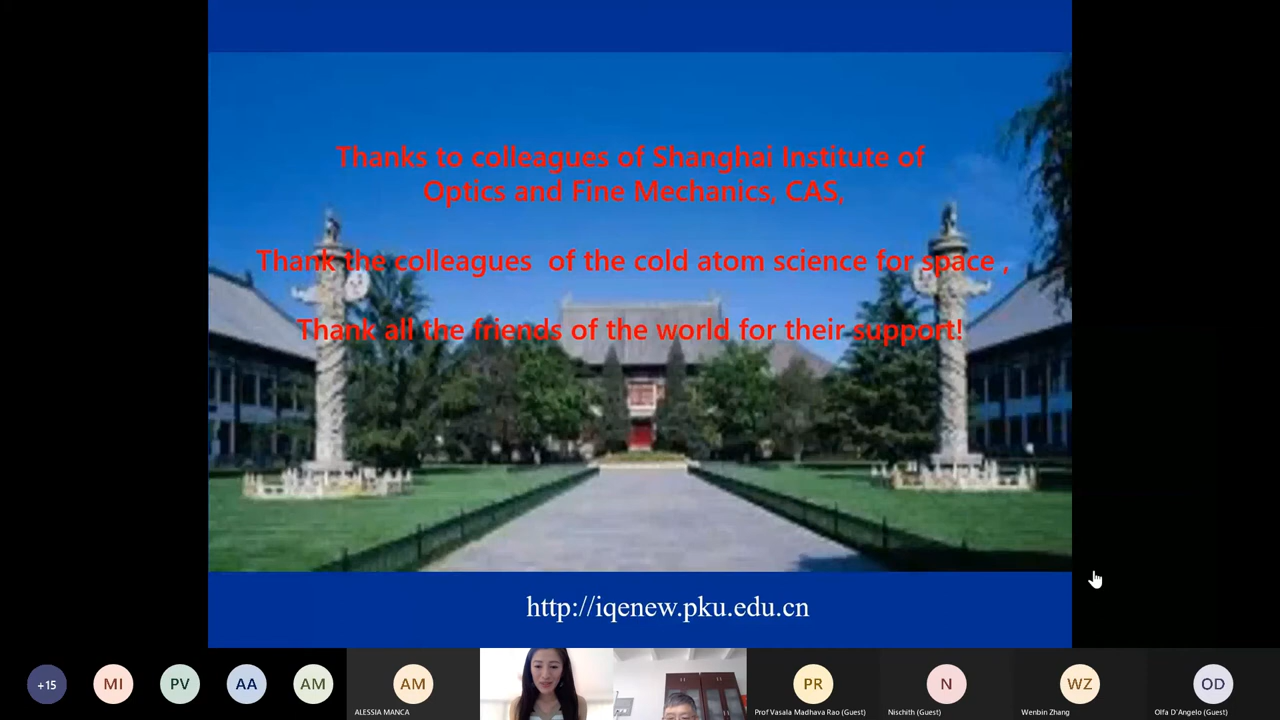 Thanks to colleagues of Shanghai Institute of
Optics and Fine Mechanics, CAS,
Thank the colleagues of the cold atom science for space ,
Thank all the friends of the world for their support!
http://iqenew.pku.edu.cn
+15
MI
PV
AA
AM
AM
PR
N
WZ
OD
ALESSIA MANCA
Prof Vasala Madhava Rao (Guest)
Nischith (Guest)
Wenbin Zhang
Olfa D'Angelo (Guest)